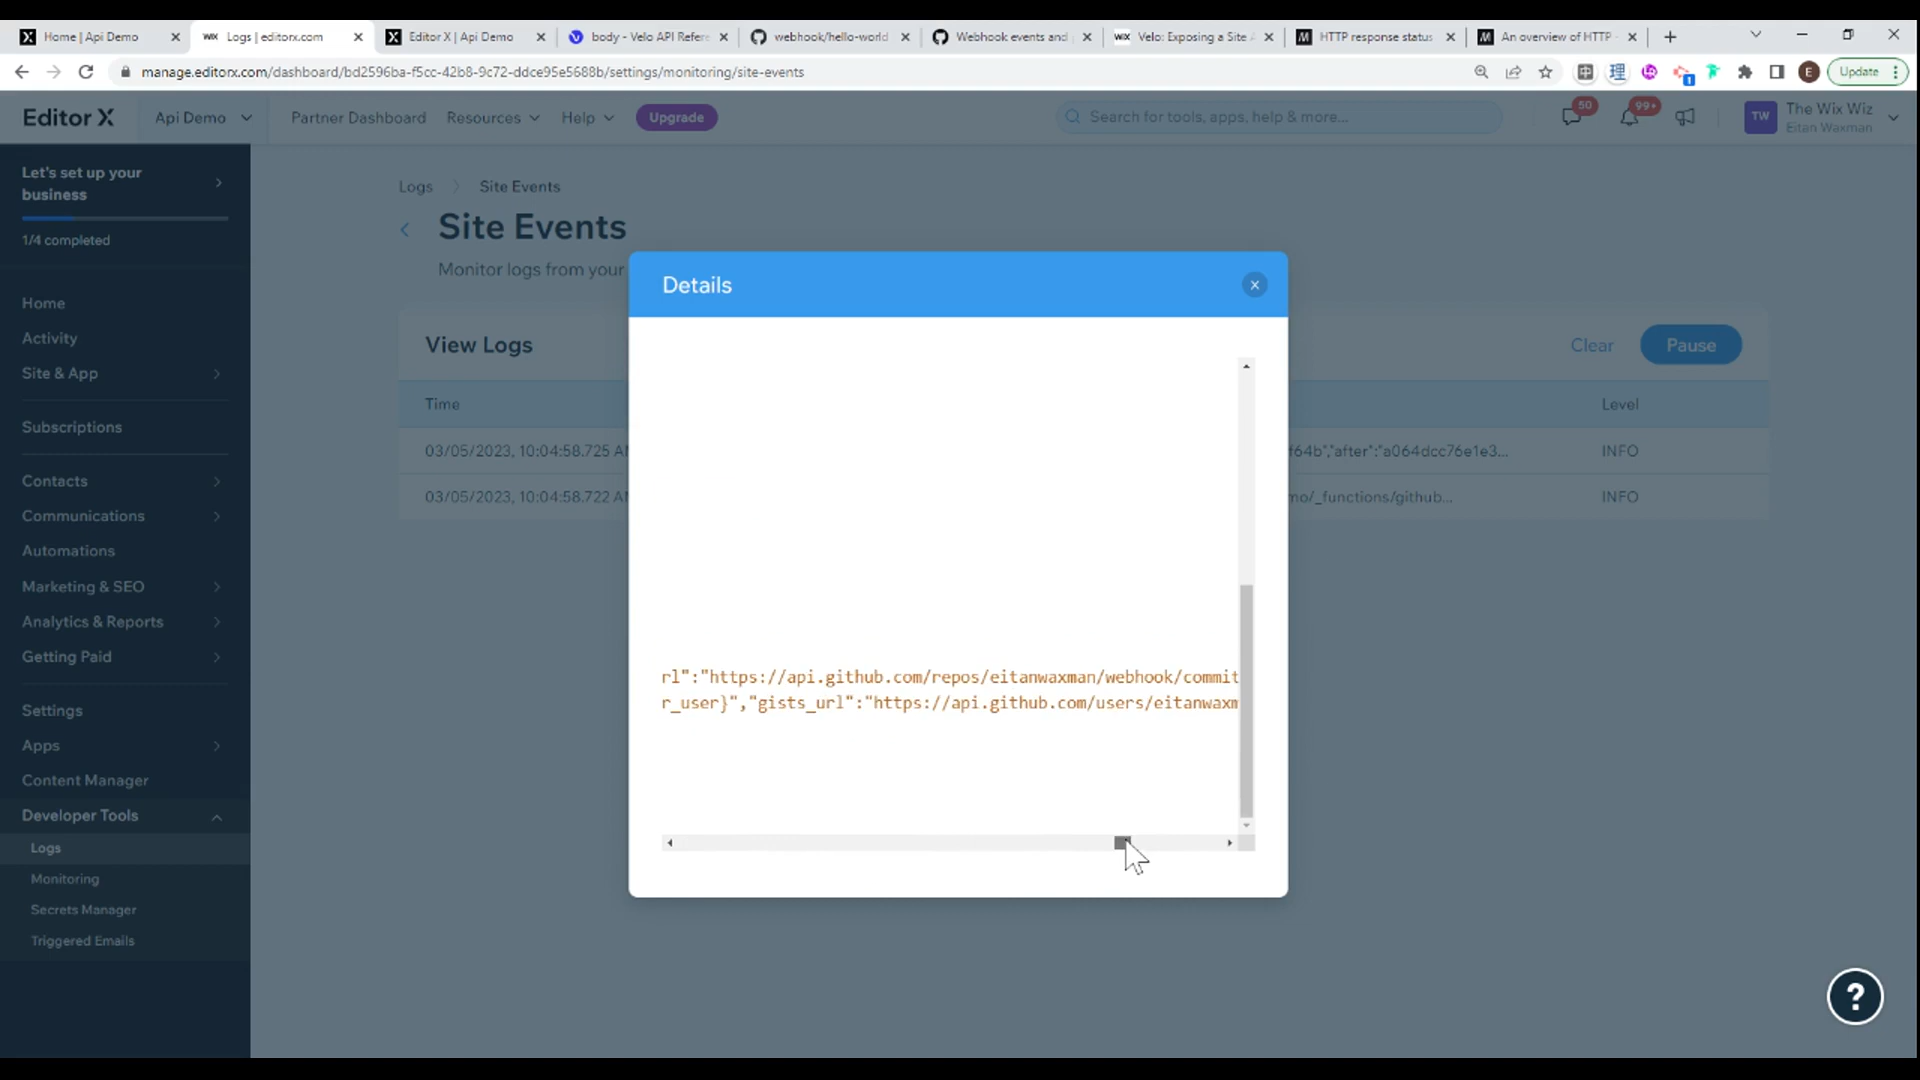 Home | Api Demo
Logs | editorx.com
Editor X | Api Demo
body - Velo API Refere
webhook/hello-world
Webhook events and
Velo: Exposing a Site
HTTP response status
An overview of HTTP
manage.editorx.com/dashboard/bd2596ba-f5cc-42b8-9c72-ddce95e5688b/settings/monitoring/site-events
E
Update
Editor X
Api Demo
Partner Dashboard
Resources
Help
Upgrade
Search for tools, apps, help & more...
50
99+
TW
The Wix Wiz
Eitan Waxman
Let's set up your
business
1/4 completed
Home
Activity
Site & App
Subscriptions
Contacts
Communications
Automations
Marketing & SEO
Analytics & Reports
Getting Paid
Settings
Apps
Content Manager
Developer Tools
Logs
Monitoring
Secrets Manager
Triggered Emails
Logs > Site Events
Site Events
Monitor logs from your
View Logs
Clear
Pause
Time
Level
03/05/2023, 10:04:58.725 AM
f64b","after":"a064dcc76e1e3...
INFO
03/05/2023, 10:04:58.722 AM
mo/_functions/github...
INFO
Details
rl":"https://api.github.com/repos/eitanwaxman/webhook/commit
r_user}","gists_url":"https://api.github.com/users/eitanwaxm
?